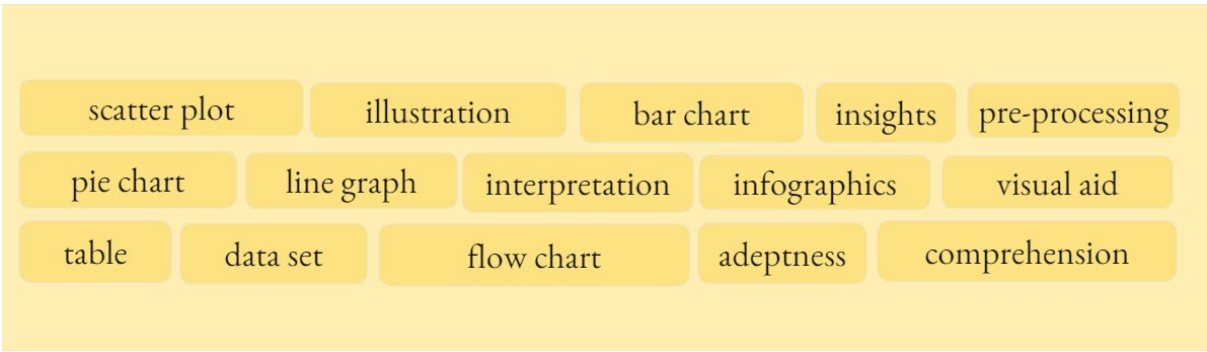 scatter plot illustration bar chart insights pre-processing
pie chart line graph interpretation infographics visual aid
table data set flow chart adeptness comprehension